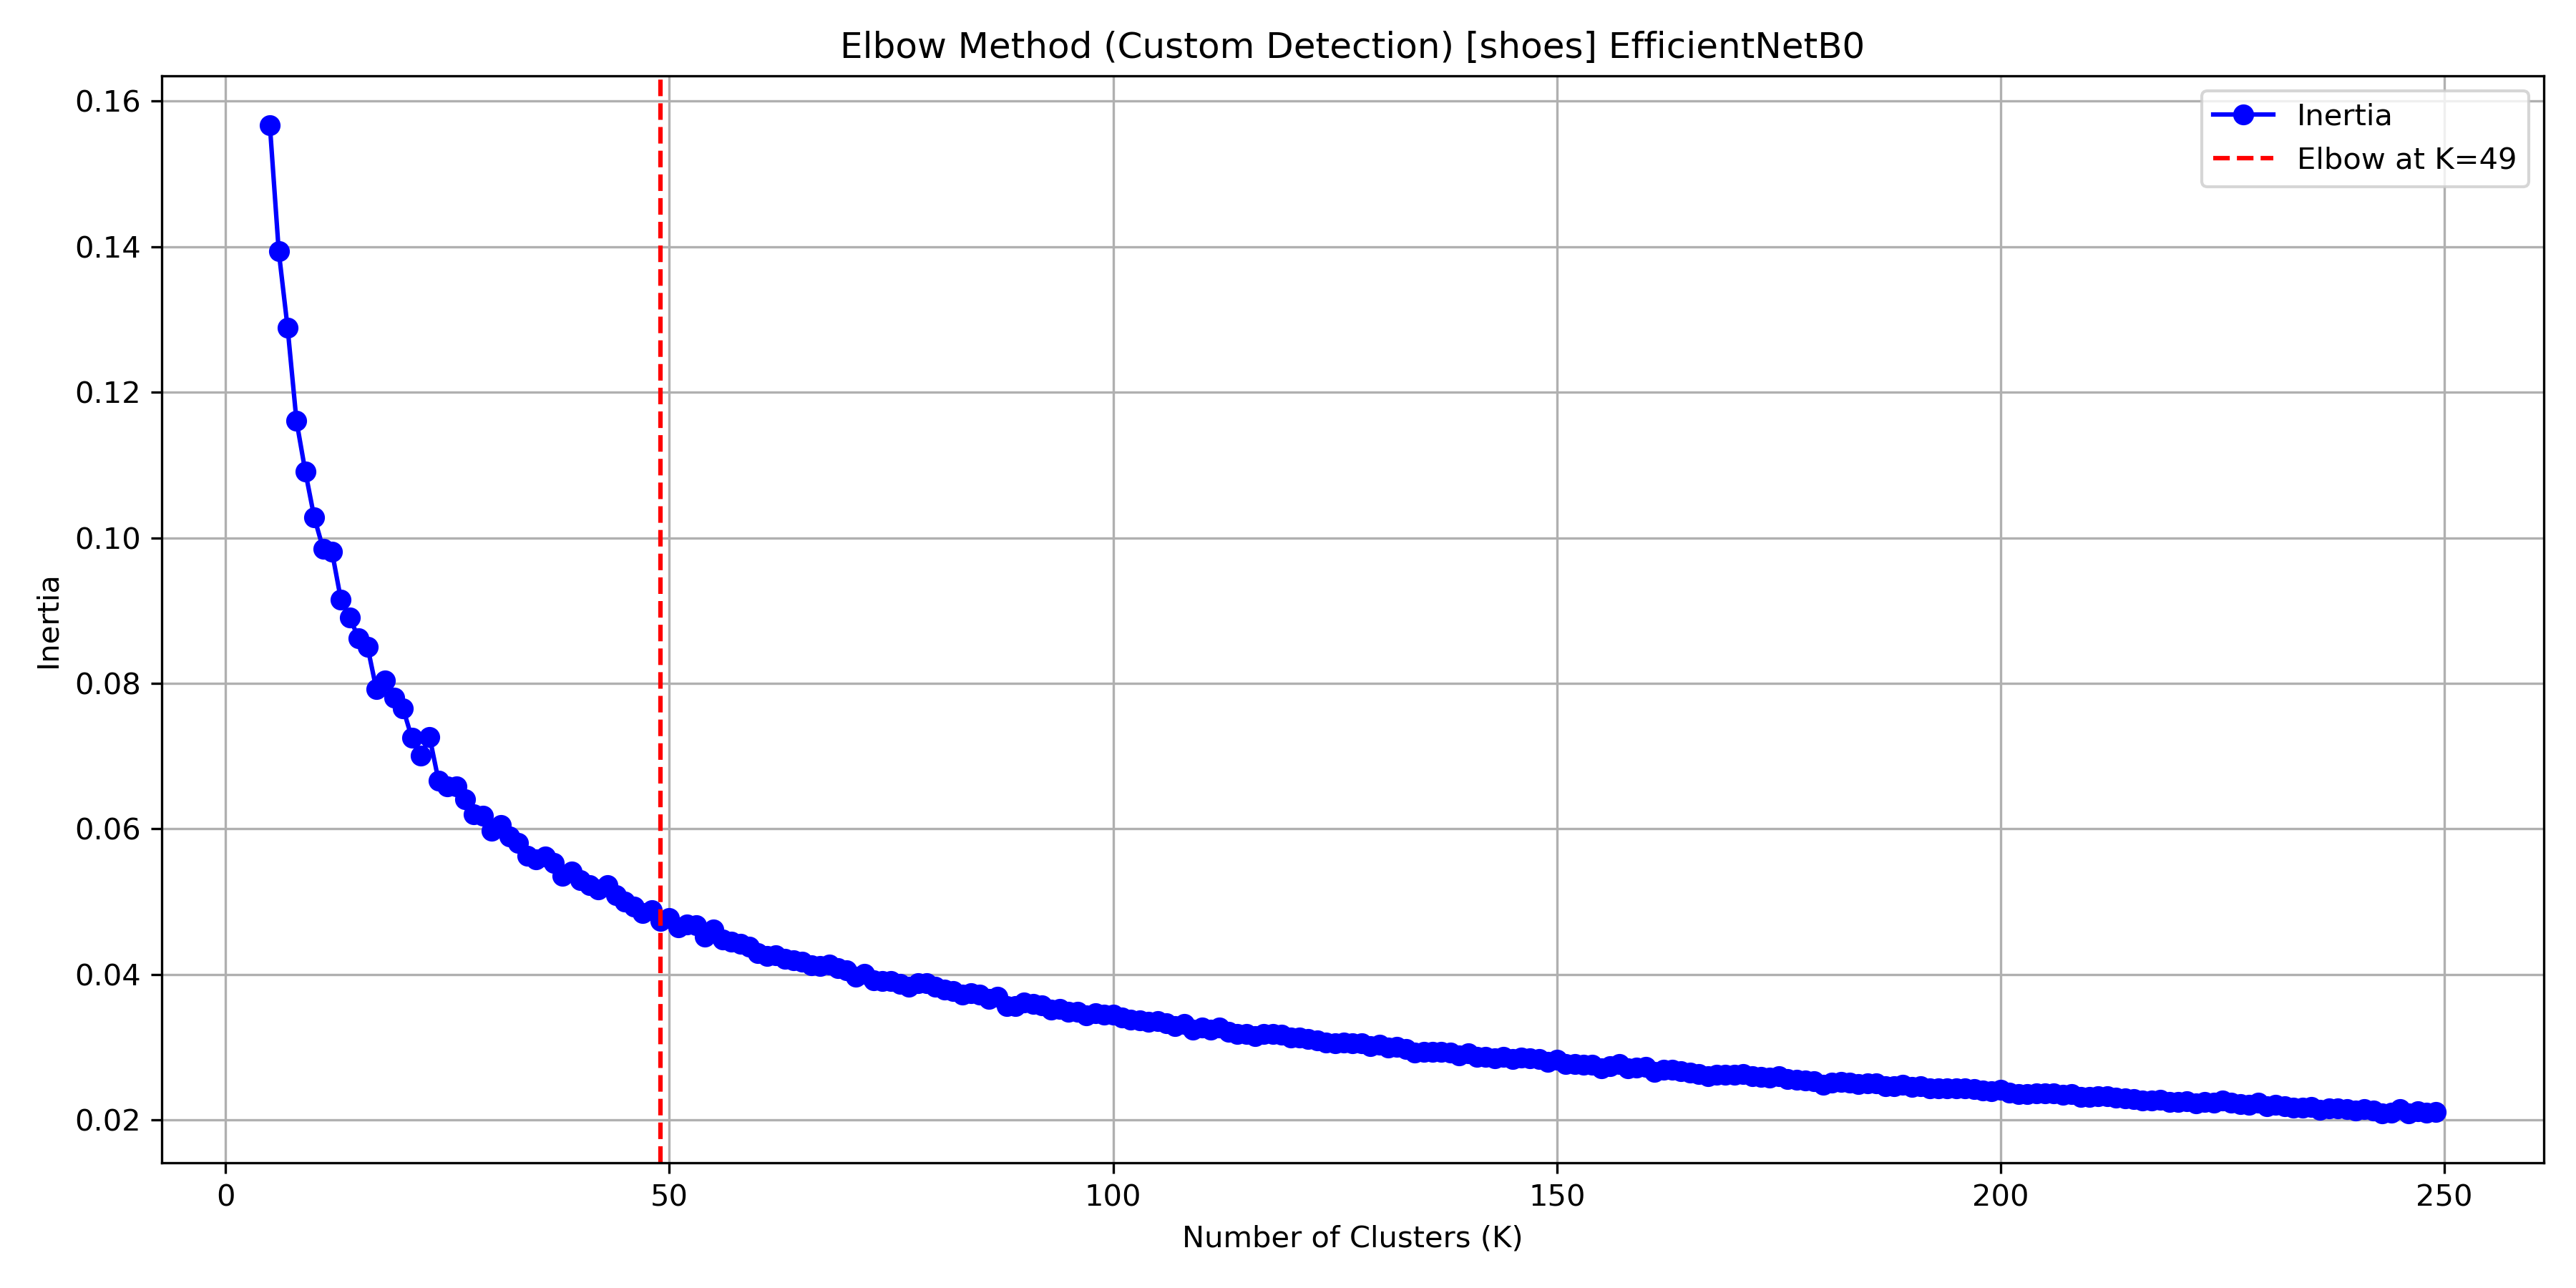 Elbow Method (Custom Detection) [shoes] EfficientNetB0
Inertia
Elbow at K=49
0.16
0.14
0.12
0.10
0.08
0.06
0.04
0.02
Inertia
0 50 100 150 200 250
Number of Clusters (K)